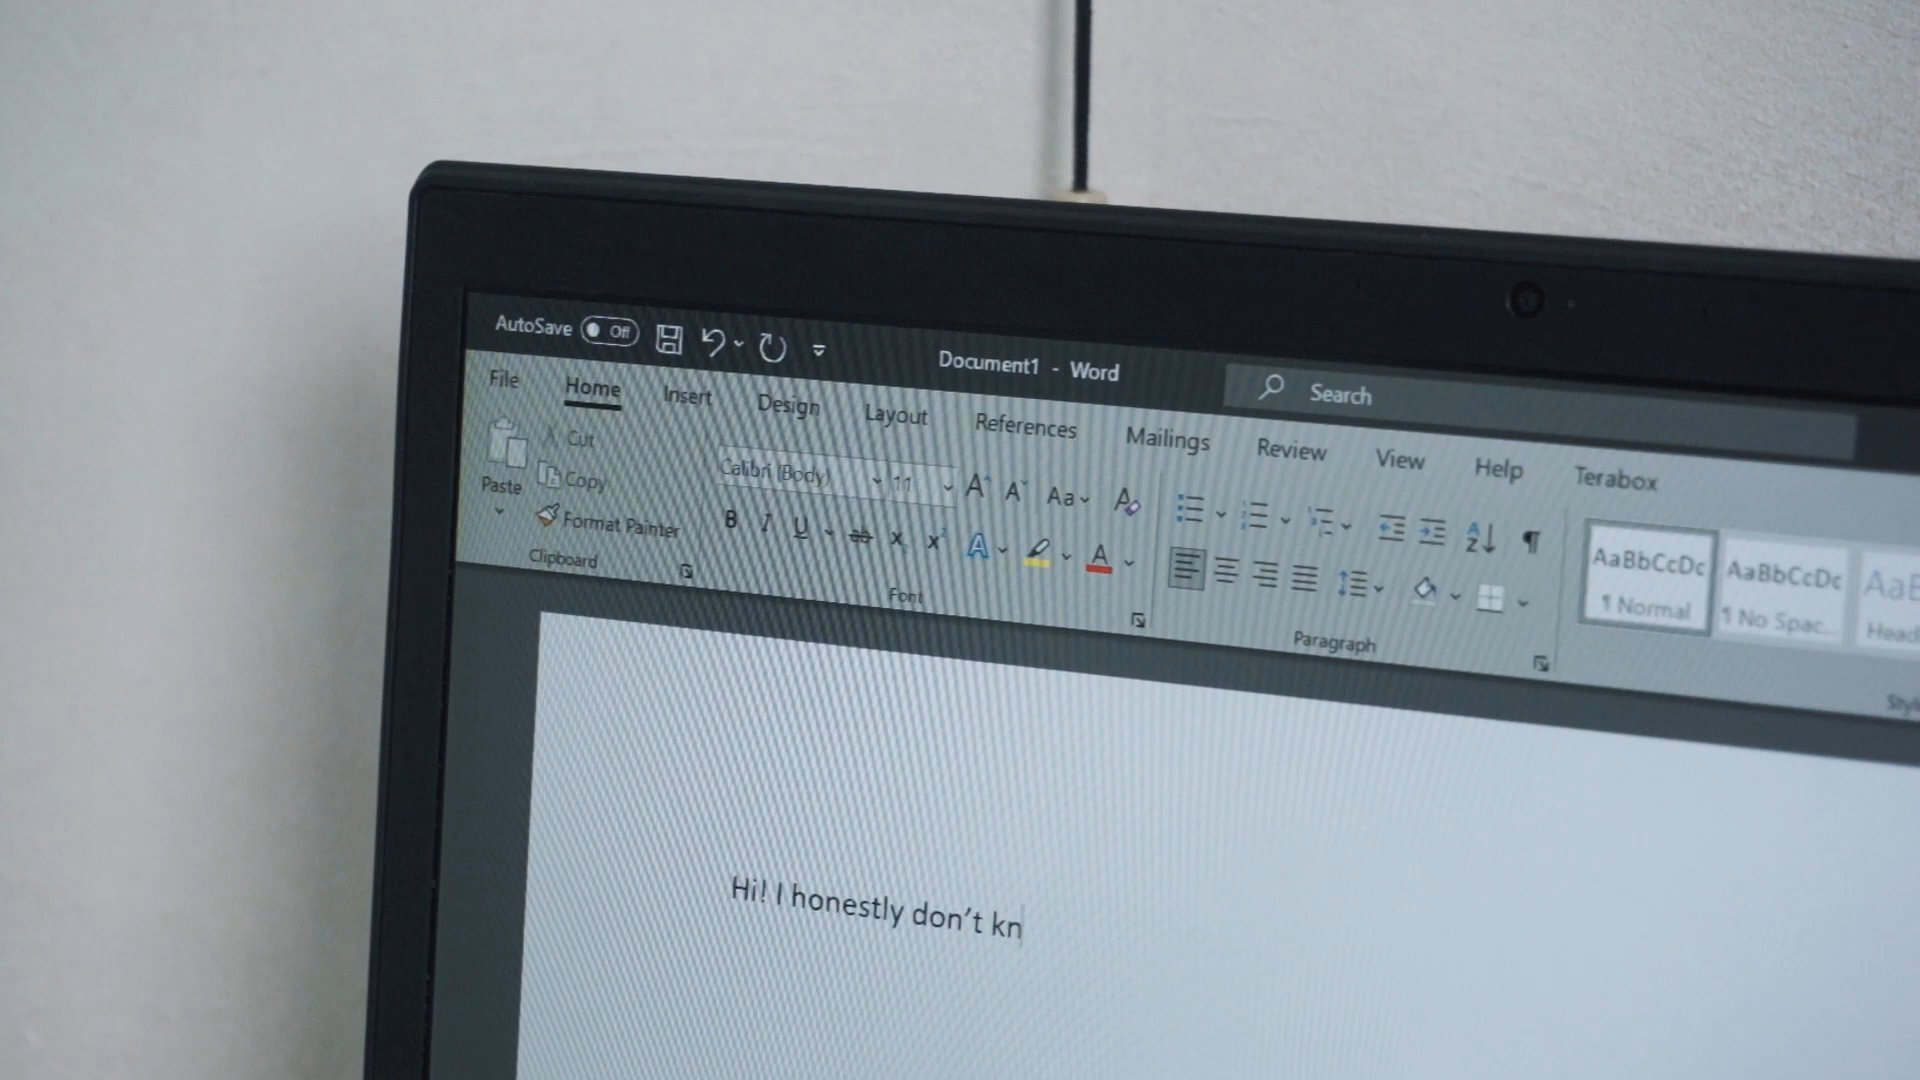 AutoSave Off
Document1 - Word
Search
File Home Insert Design Layout References Mailings Review View Help Terabox
Paste
Cut
Copy
Format Painter
Clipboard
Calibri (Body) 11
Font
Paragraph
AaBbCcDc AaBbCcDc
¶ Normal ¶ No Spac...
Hi! I honestly don’t kn